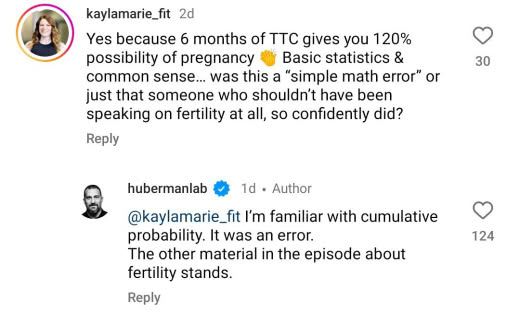 kaylamarie_fit 2d
Yes because 6 months of TTC gives you 120%
possibility of pregnancy 👏 Basic statistics &
common sense... was this a “simple math error” or
just that someone who shouldn’t have been
speaking on fertility at all, so confidently did?
30
Reply
hubermanlab 1d • Author
@kaylamarie_fit I’m familiar with cumulative
probability. It was an error.
The other material in the episode about
fertility stands.
124
Reply